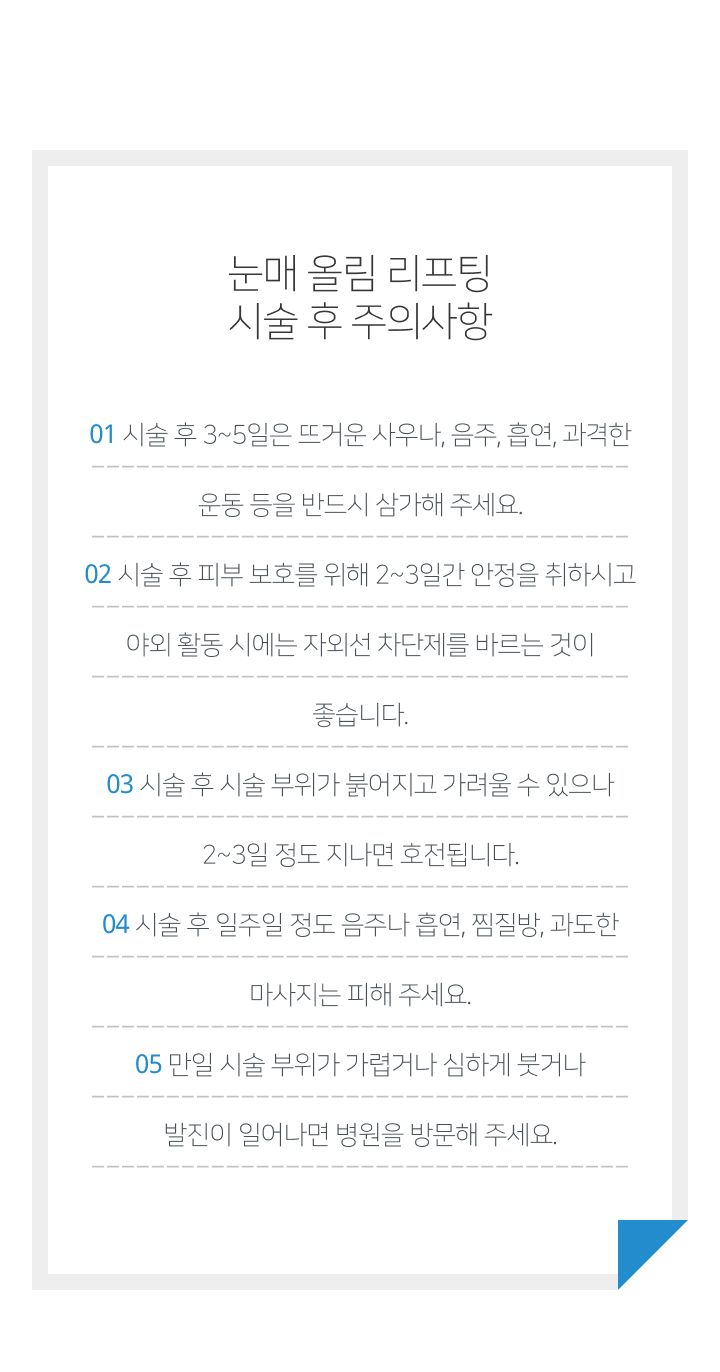 눈매 올림 리프팅
시술 후 주의사항
01 시술 후 3~5일은 뜨거운 사우나, 음주, 흡연, 과격한
운동 등을 반드시 삼가해 주세요.
02 시술 후 피부 보호를 위해 2~3일간 안정을 취하시고
야외 활동 시에는 자외선 차단제를 바르는 것이
좋습니다.
03 시술 후 시술 부위가 붉어지고 가려울 수 있으나
2~3일 정도 지나면 호전됩니다.
04 시술 후 일주일 정도 음주나 흡연, 찜질방, 과도한
마사지는 피해 주세요.
05 만일 시술 부위가 가렵거나 심하게 붓거나
발진이 일어나면 병원을 방문해 주세요.